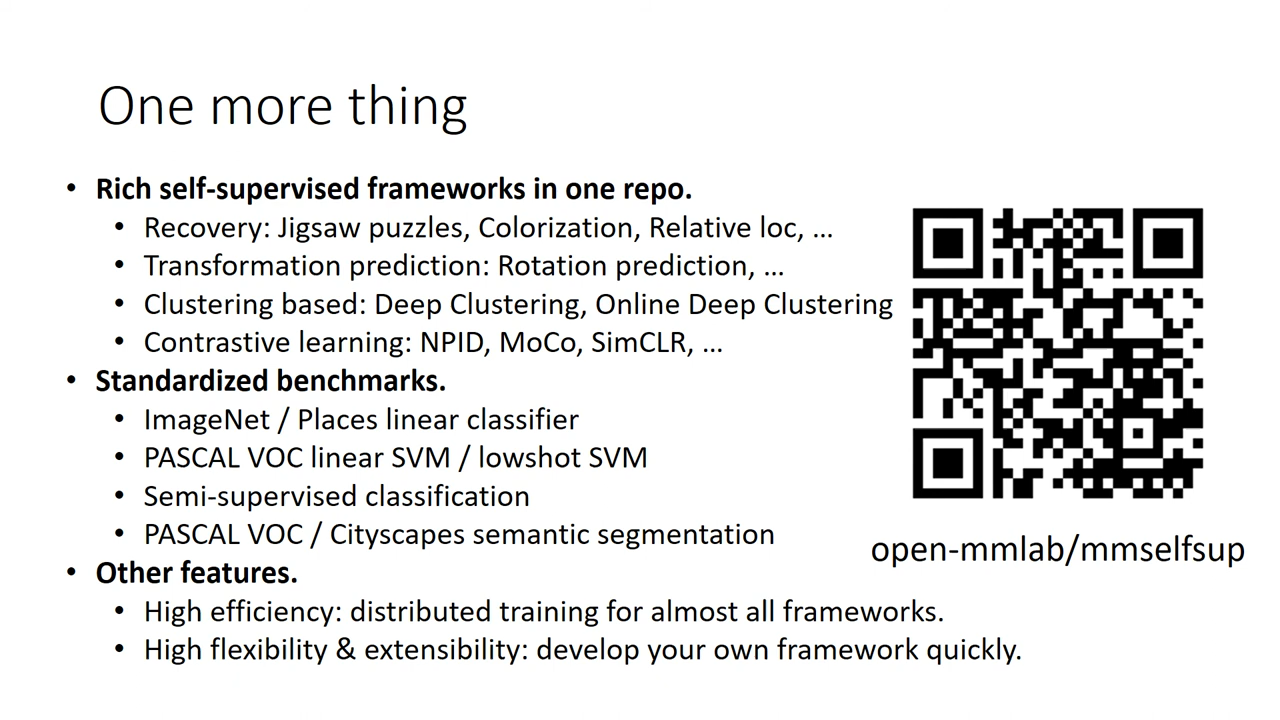 One more thing
• Rich self-supervised frameworks in one repo.
• Recovery: Jigsaw puzzles, Colorization, Relative loc, ...
• Transformation prediction: Rotation prediction, ...
• Clustering based: Deep Clustering, Online Deep Clustering
• Contrastive learning: NPID, MoCo, SimCLR, ...
• Standardized benchmarks.
• ImageNet / Places linear classifier
• PASCAL VOC linear SVM / lowshot SVM
• Semi-supervised classification
• PASCAL VOC / Cityscapes semantic segmentation
• Other features.
• High efficiency: distributed training for almost all frameworks.
• High flexibility & extensibility: develop your own framework quickly.
open-mmlab/mmselfsup